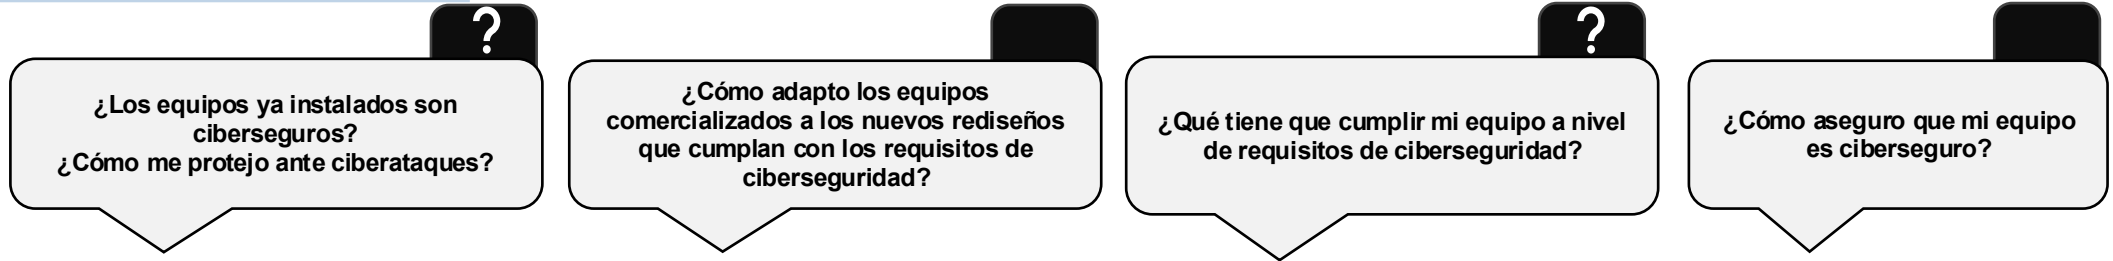 ?
?
¿Los equipos ya instalados son
ciberseguros?
¿Cómo me protejo ante ciberataques?
¿Cómo adapto los equipos
comercializados a los nuevos rediseños
que cumplan con los requisitos de
ciberseguridad?
¿Qué tiene que cumplir mi equipo a nivel
de requisitos de ciberseguridad?
¿Cómo aseguro que mi equipo
es ciberseguro?